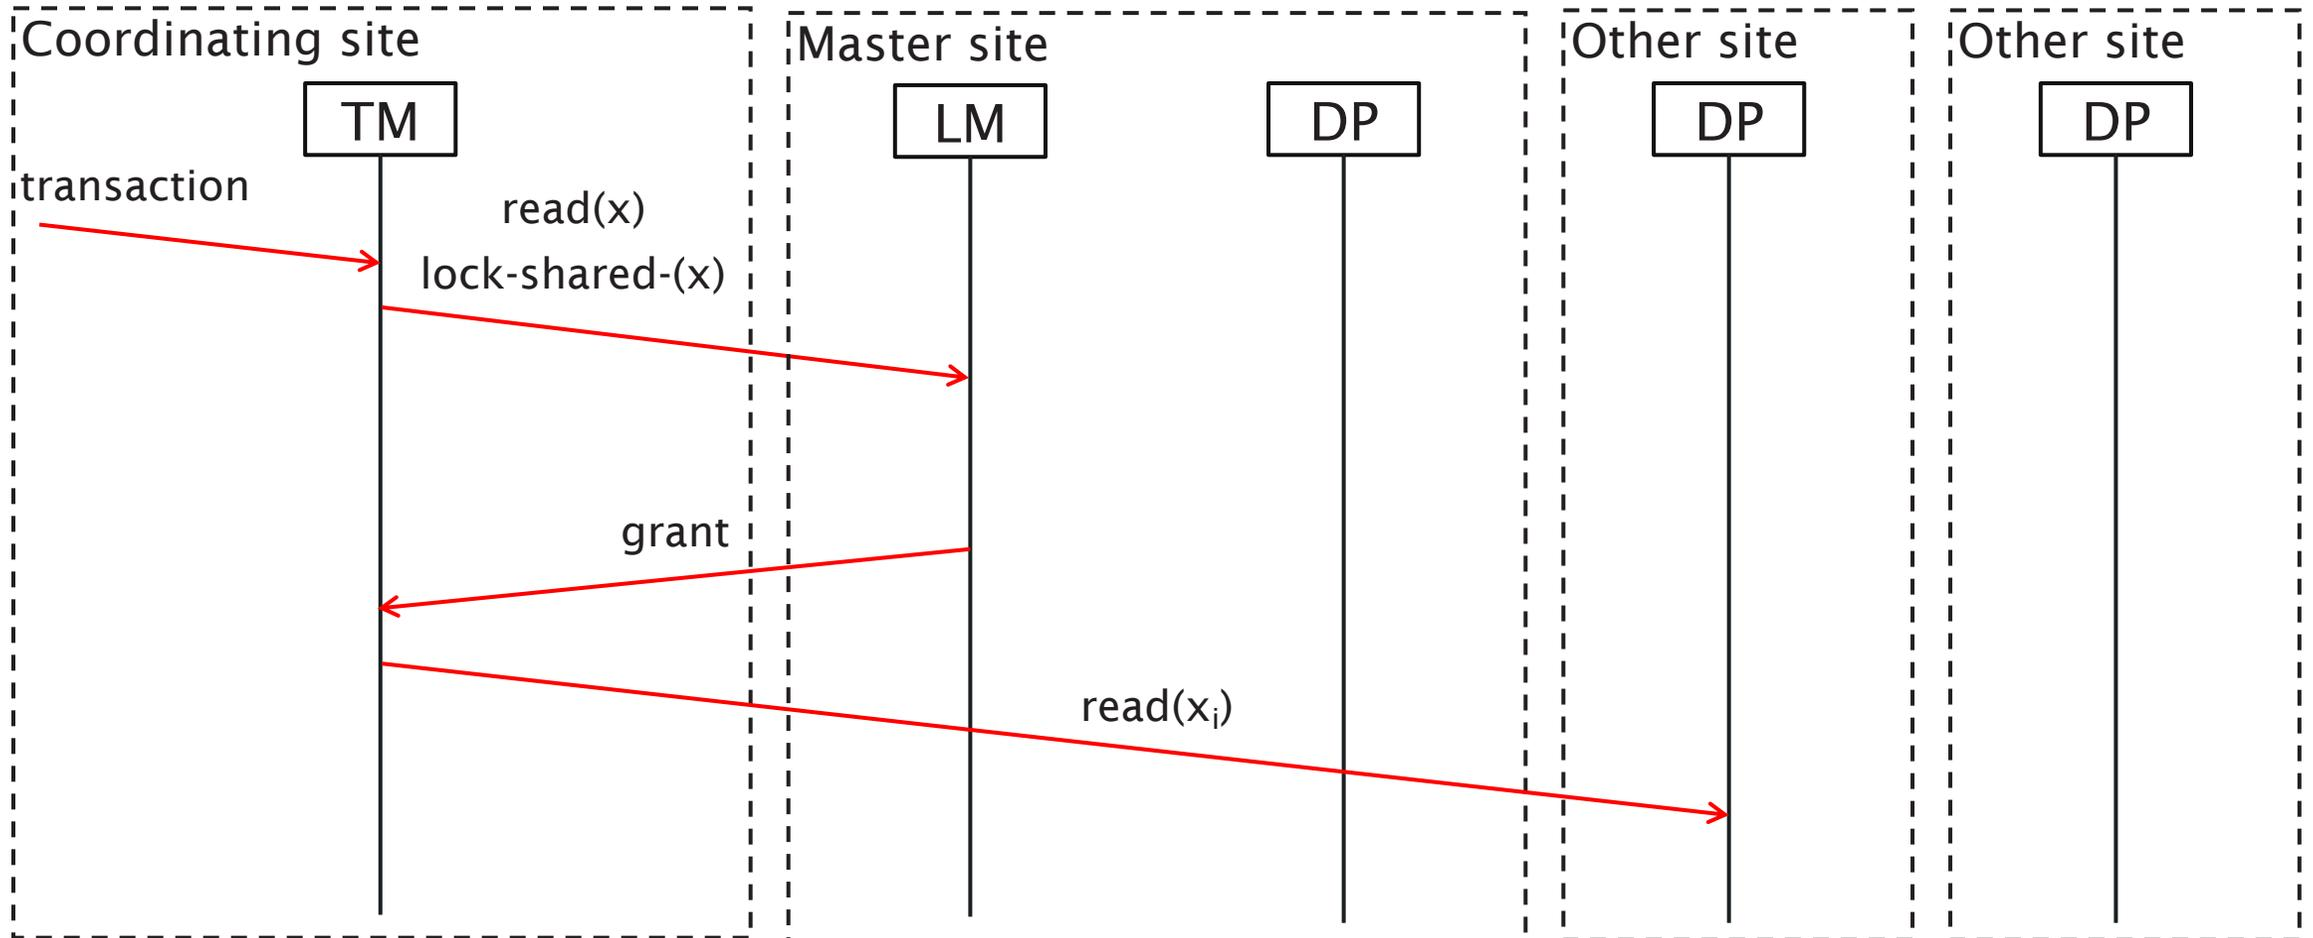 Coordinating site
Master site
Other site
Other site
TM
LM
DP
DP
DP
transaction
read(x)
lock-shared-(x)
grant
read(xᵢ)